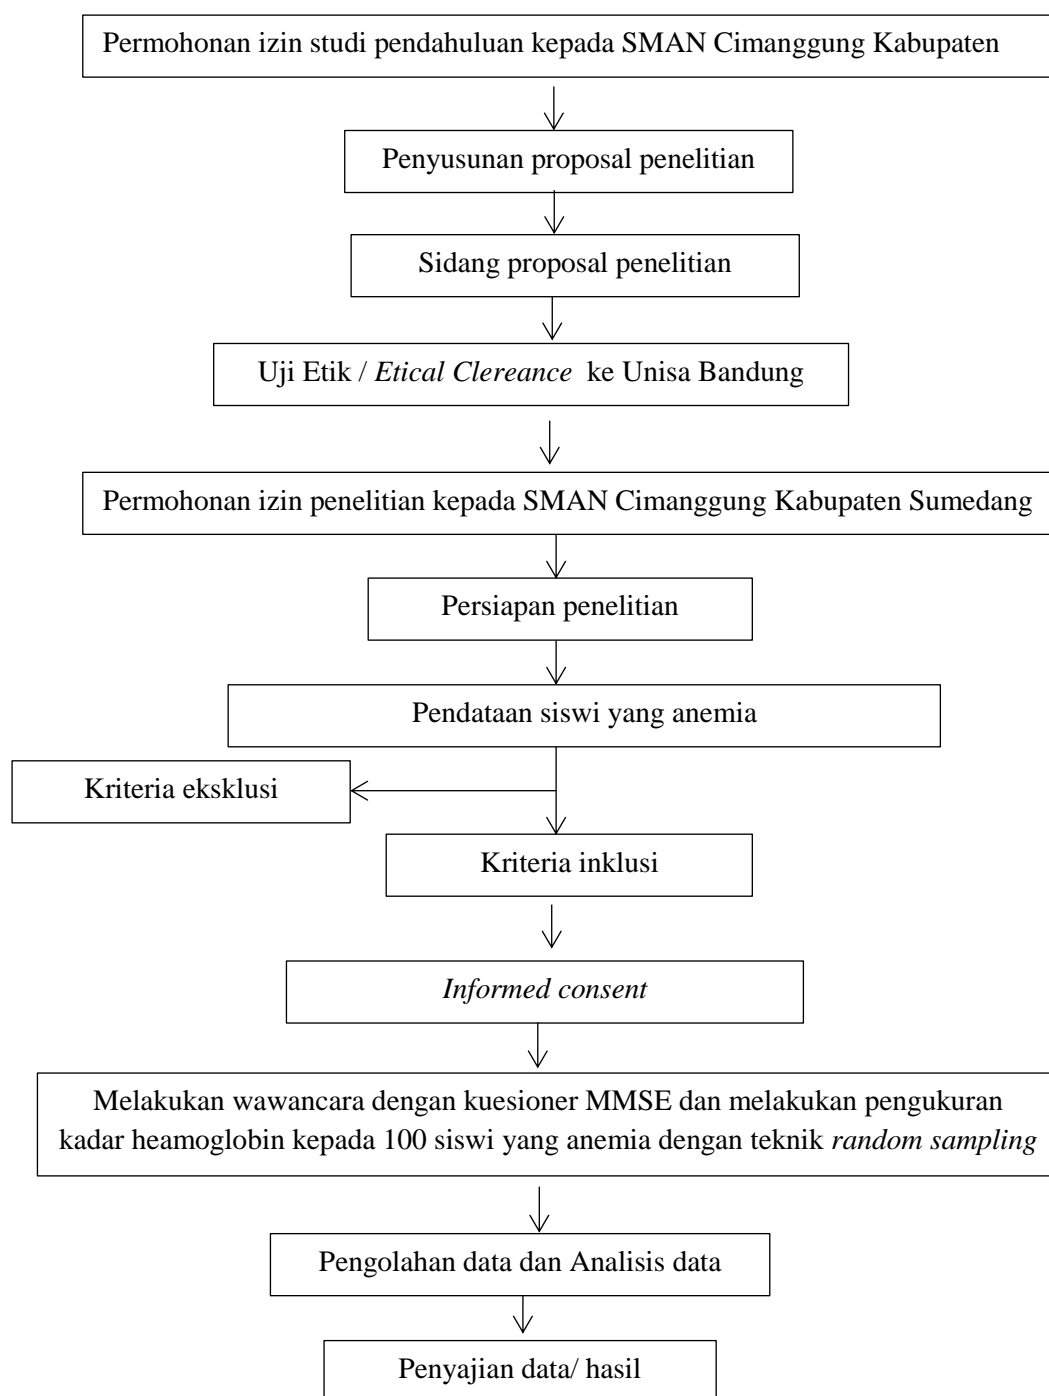 Permohonan izin studi pendahuluan kepada SMAN Cimanggung Kabupaten
Penyusunan proposal penelitian
Sidang proposal penelitian
Uji Etik / Etical Clereance ke Unisa Bandung
Permohonan izin penelitian kepada SMAN Cimanggung Kabupaten Sumedang
Persiapan penelitian
Pendataan siswi yang anemia
Kriteria eksklusi
Kriteria inklusi
Informed consent
Melakukan wawancara dengan kuesioner MMSE dan melakukan pengukuran
kadar heamoglobin kepada 100 siswi yang anemia dengan teknik random sampling
Pengolahan data dan Analisis data
Penyajian data/ hasil